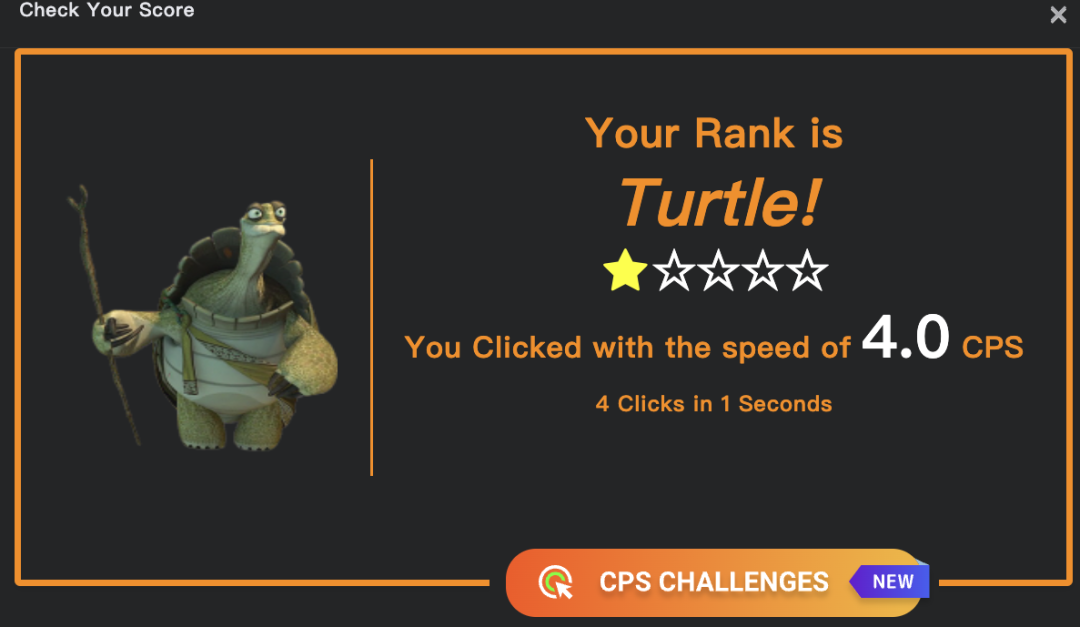 Check Your Score
Your Rank is
Turtle!
You Clicked with the speed of 4.0 CPS
4 Clicks in 1 Seconds
CPS CHALLENGES NEW